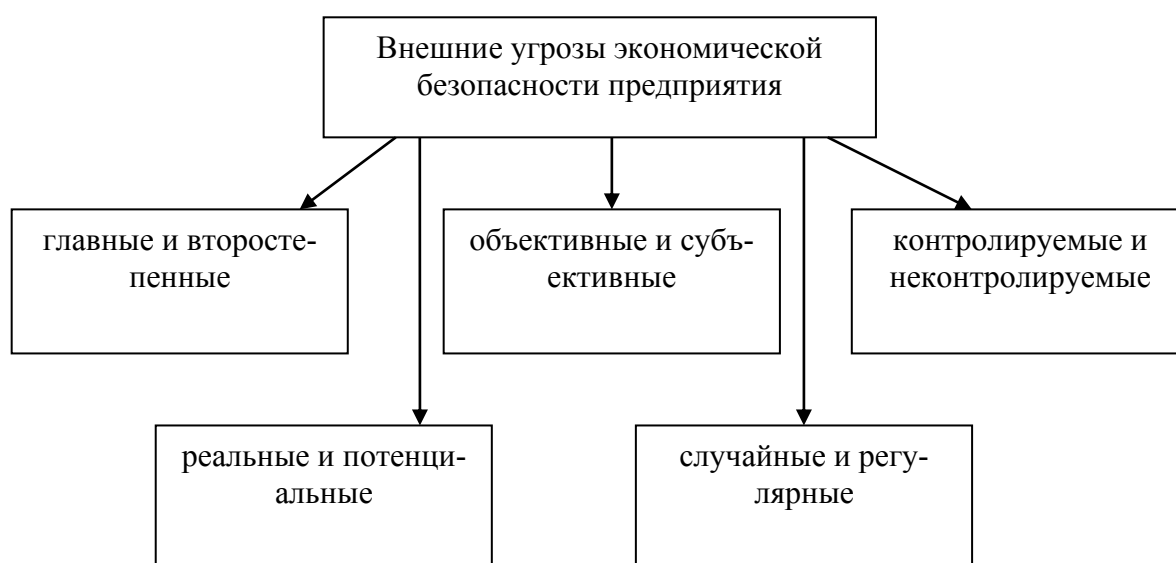 Внешние угрозы экономической
безопасности предприятия
главные и второсте-
пенные
объективные и субъ-
ективные
контролируемые и
неконтролируемые
реальные и потенци-
альные
случайные и регу-
лярные